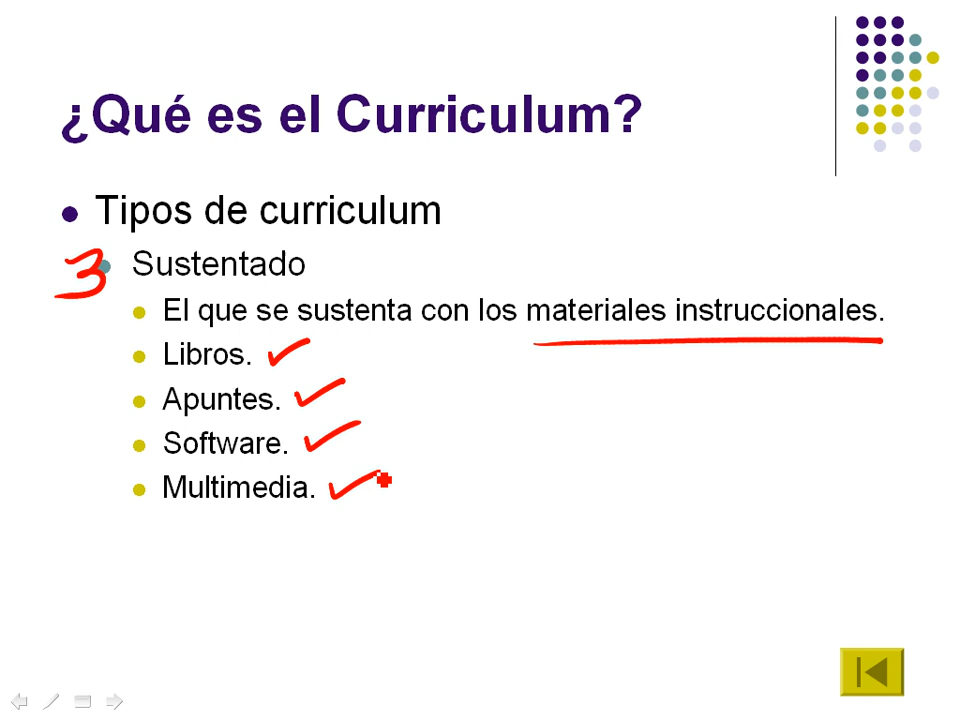 ¿Qué es el Curriculum?
Tipos de curriculum
3 Sustentado
El que se sustenta con los materiales instruccionales.
Libros.
Apuntes.
Software.
Multimedia.